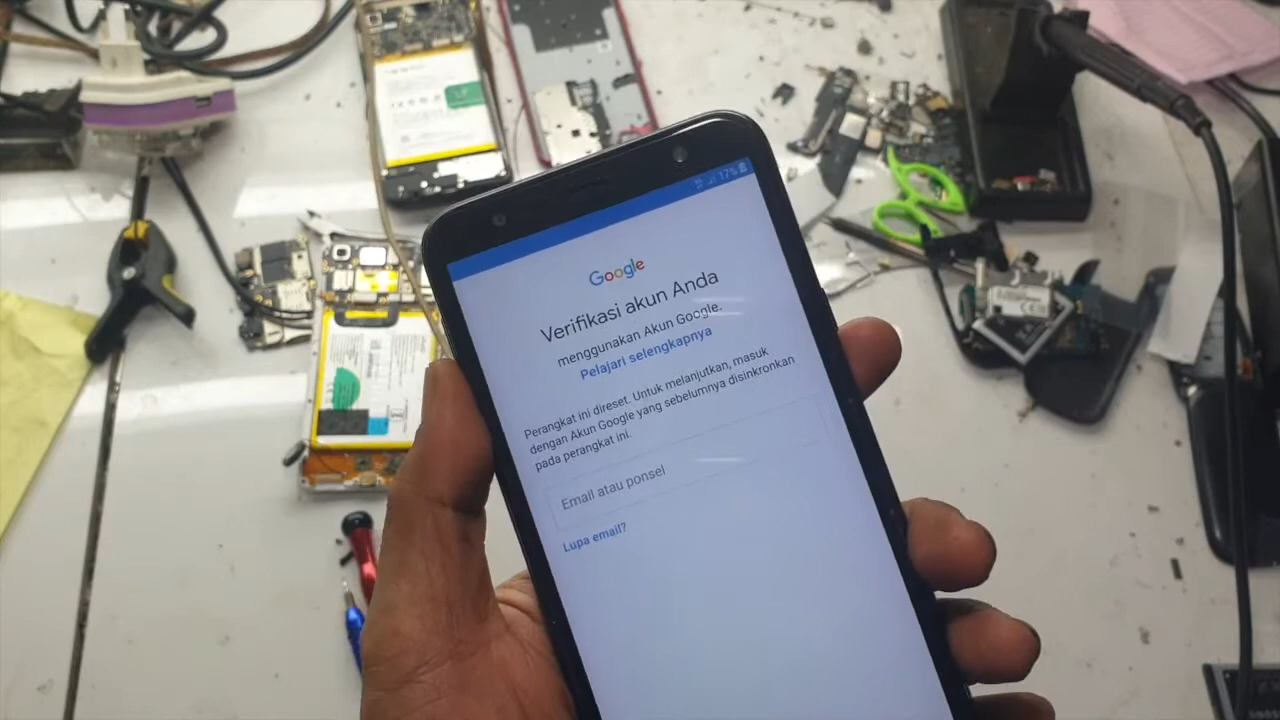 17%
Google
Verifikasi akun Anda
menggunakan Akun Google.
Pelajari selengkapnya
Perangkat ini direset. Untuk melanjutkan, masuk
dengan Akun Google yang sebelumnya disinkronkan
pada perangkat ini.
Email atau ponsel
Lupa email?